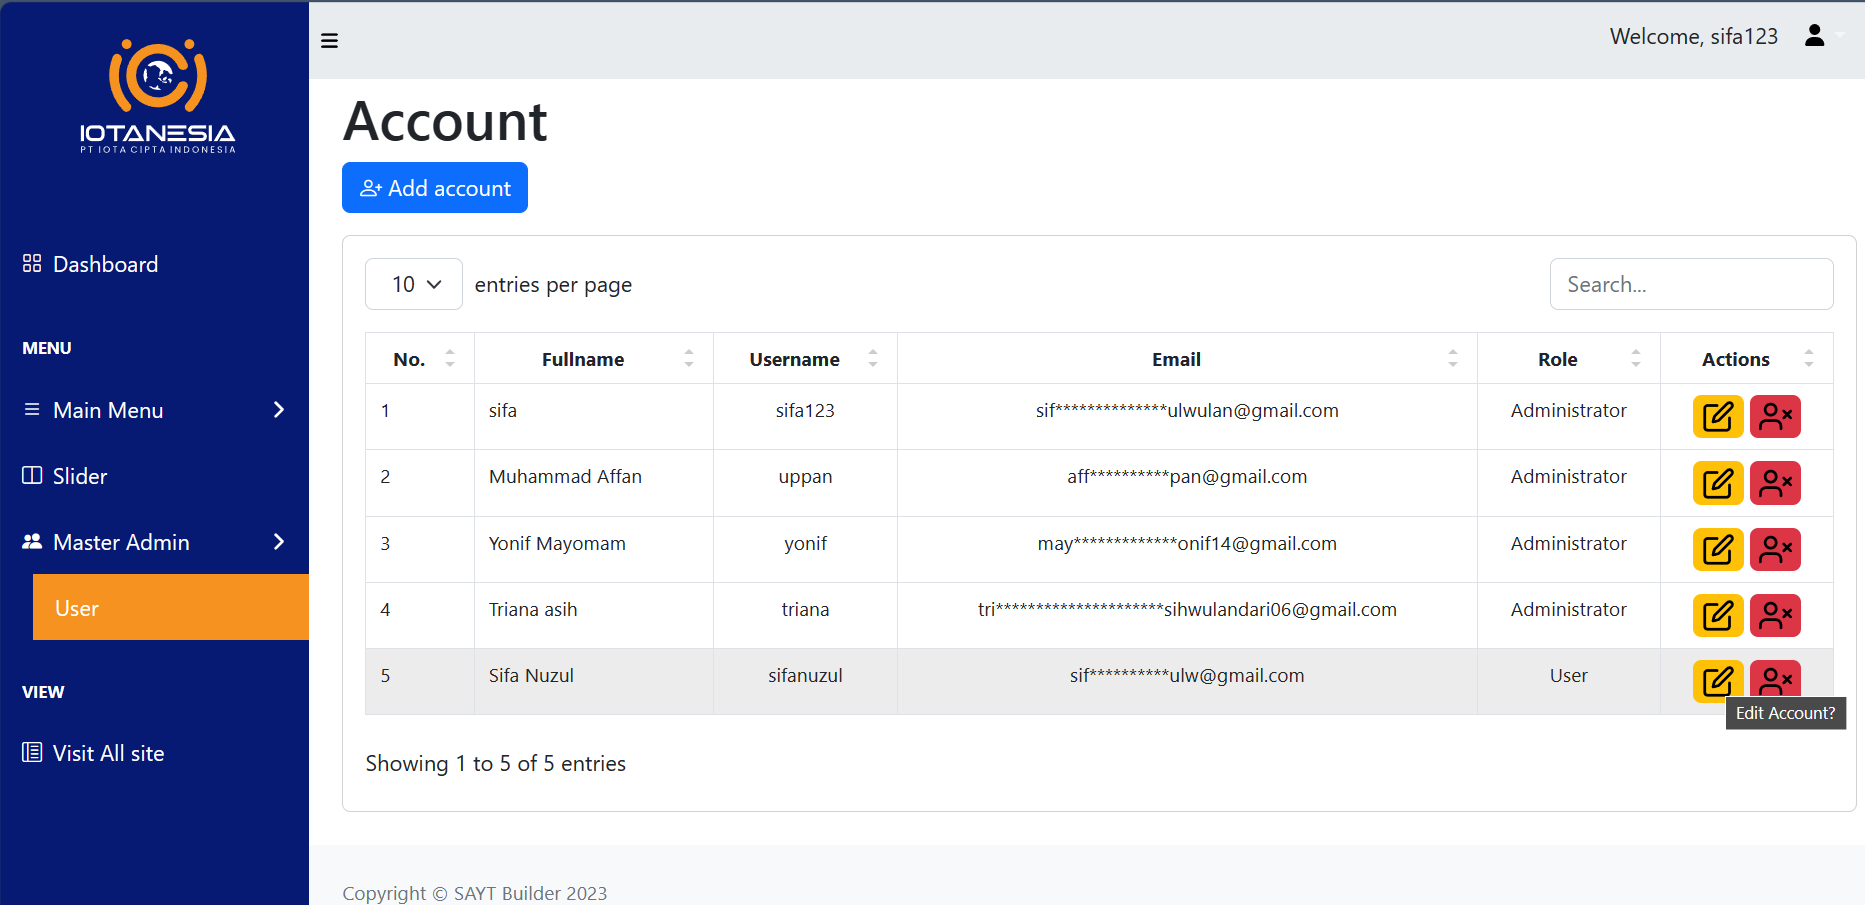 IOTANESIA
PT IOTA CIPTA INDONESIA
Dashboard
MENU
Main Menu
Slider
Master Admin
User
VIEW
Visit All site
Welcome, sifa123
Account
Add account
10 entries per page
Search...
No. Fullname Username Email Role Actions
1 sifa sifa123 sif**************ulwulan@gmail.com Administrator
2 Muhammad Affan uppan aff**********pan@gmail.com Administrator
3 Yonif Mayomam yonif may*************onif14@gmail.com Administrator
4 Triana asih triana tri*********************sihwulandari06@gmail.com Administrator
5 Sifa Nuzul sifanuzul sif**********ulw@gmail.com User
Edit Account?
Showing 1 to 5 of 5 entries
Copyright © SAYT Builder 2023